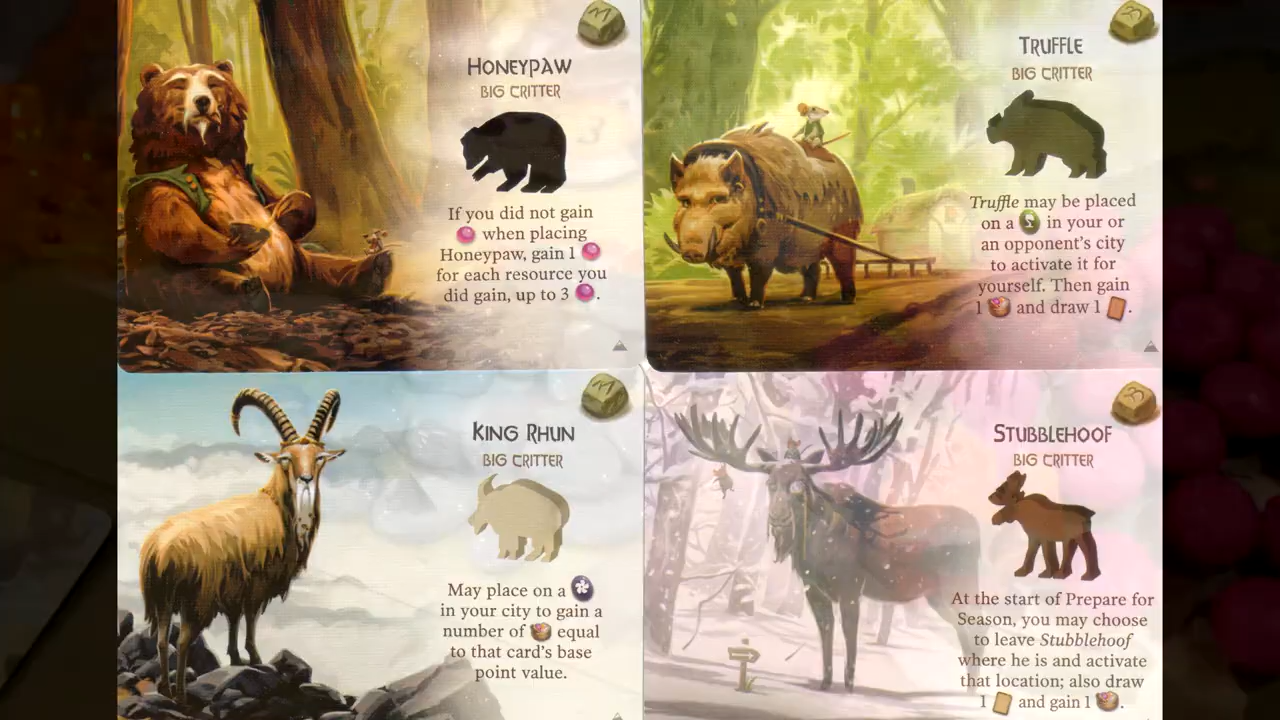 HONEYPAW
BIG CRITTER
If you did not gain
when placing
Honeypaw, gain 1
for each resource you
did gain, up to 3 .
TRUFFLE
BIG CRITTER
Truffle may be placed
on a in your or
an opponent's city
to activate it for
yourself. Then gain
1 and draw 1 .
KING RHUN
BIG CRITTER
May place on a
in your city to gain a
number of equal
to that card's base
point value.
STUBBLEHOOF
BIG CRITTER
At the start of Prepare for
Season, you may choose
to leave Stubblehoof
where he is and activate
that location; also draw
1 and gain 1 .